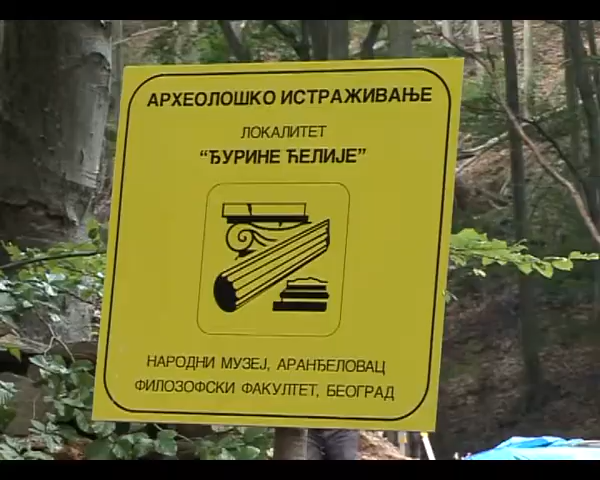 АРХЕОЛОШКО ИСТРАЖИВАЊЕ
ЛОКАЛИТЕТ
“ЂУРИНЕ ЋЕЛИЈЕ”
НАРОДНИ МУЗЕЈ, АРАНЂЕЛОВАЦ
ФИЛОЗОФСКИ ФАКУЛТЕТ, БЕОГРАД